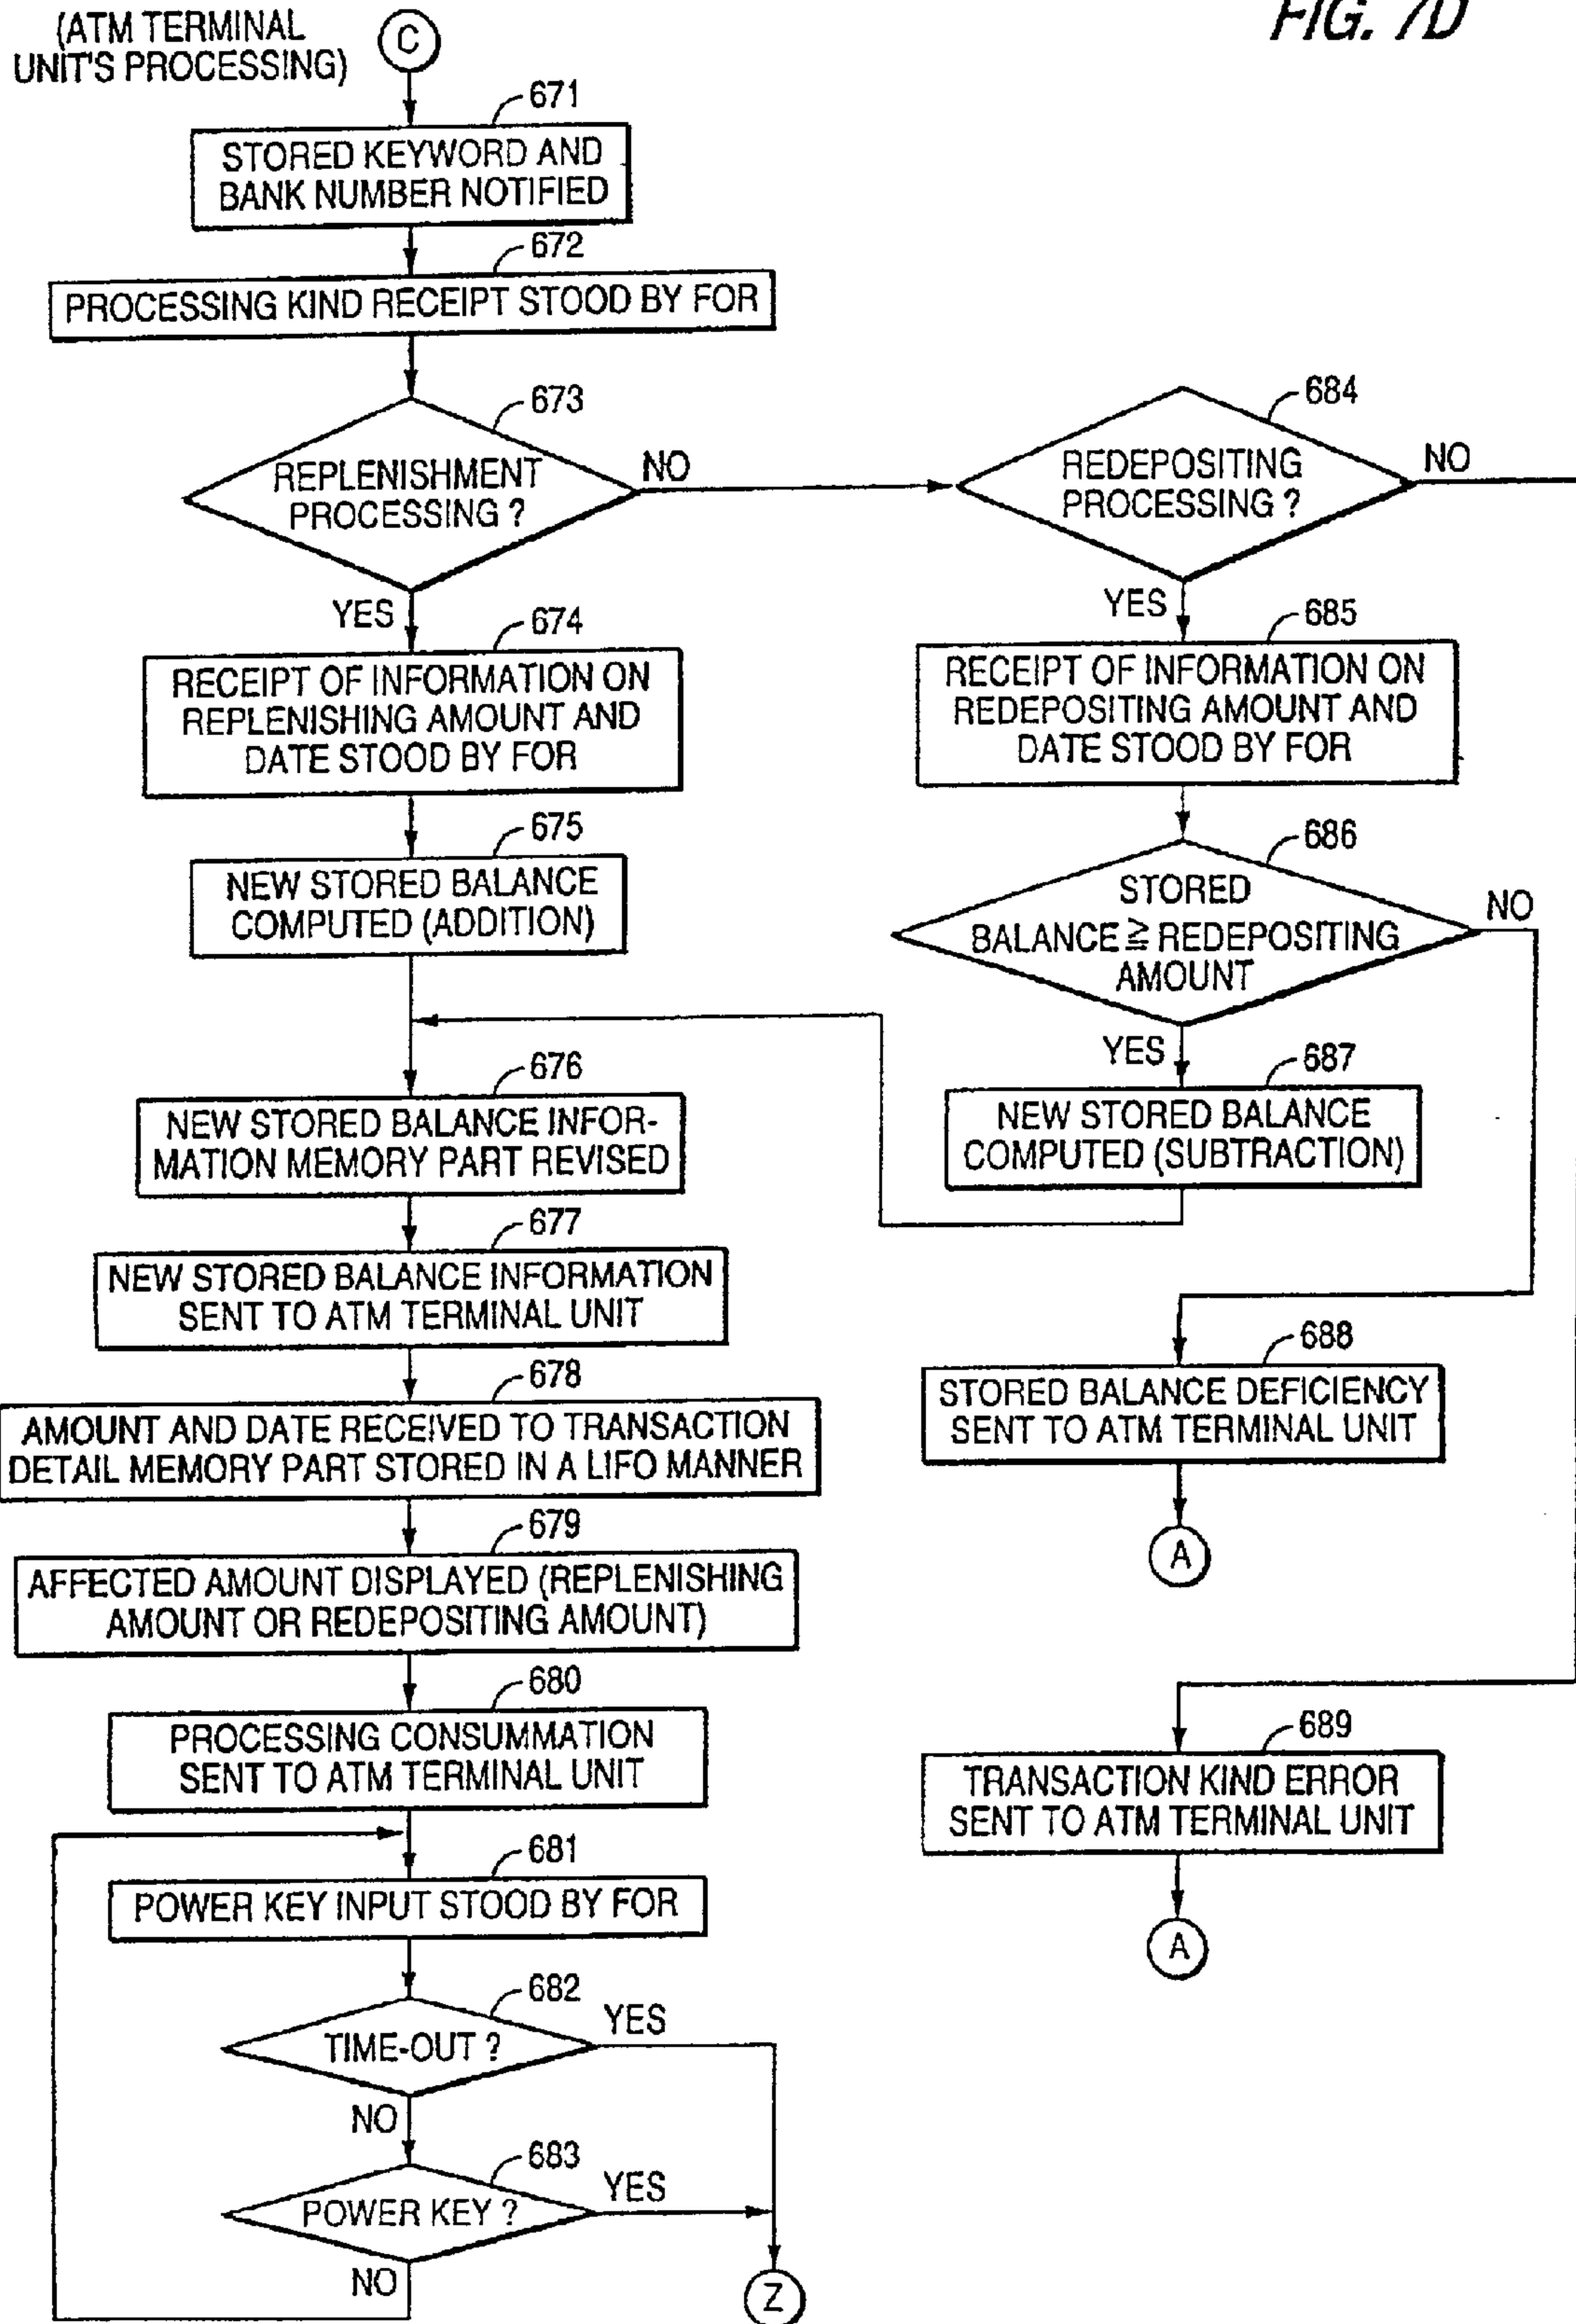 (ATM TERMINAL
UNIT'S PROCESSING)
C
FIG. 7D
671
STORED KEYWORD AND
BANK NUMBER NOTIFIED
672
PROCESSING KIND RECEIPT STOOD BY FOR
673
REPLENISHMENT
PROCESSING ?
NO
YES
684
REDEPOSITING
PROCESSING ?
NO
YES
674
RECEIPT OF INFORMATION ON
REPLENISHING AMOUNT AND
DATE STOOD BY FOR
685
RECEIPT OF INFORMATION ON
REDEPOSITING AMOUNT AND
DATE STOOD BY FOR
675
NEW STORED BALANCE
COMPUTED (ADDITION)
686
STORED
BALANCE ≧ REDEPOSITING
AMOUNT
NO
YES
676
NEW STORED BALANCE INFOR-
MATION MEMORY PART REVISED
687
NEW STORED BALANCE
COMPUTED (SUBTRACTION)
677
NEW STORED BALANCE INFORMATION
SENT TO ATM TERMINAL UNIT
688
STORED BALANCE DEFICIENCY
SENT TO ATM TERMINAL UNIT
A
678
AMOUNT AND DATE RECEIVED TO TRANSACTION
DETAIL MEMORY PART STORED IN A LIFO MANNER
679
AFFECTED AMOUNT DISPLAYED (REPLENISHING
AMOUNT OR REDEPOSITING AMOUNT)
680
PROCESSING CONSUMMATION
SENT TO ATM TERMINAL UNIT
689
TRANSACTION KIND ERROR
SENT TO ATM TERMINAL UNIT
A
681
POWER KEY INPUT STOOD BY FOR
682
TIME-OUT ?
YES
NO
683
POWER KEY ?
YES
NO
Z